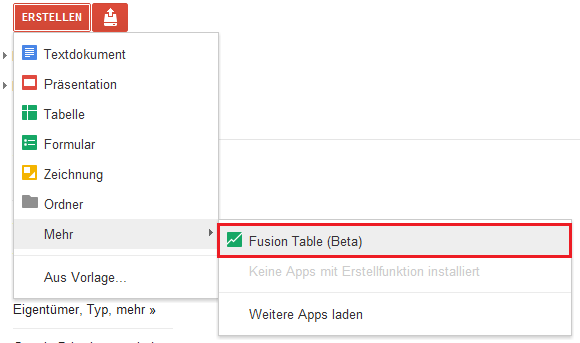 ERSTELLEN
Textdokument
Präsentation
Tabelle
Formular
Zeichnung
Ordner
Mehr
Fusion Table (Beta)
Keine Apps mit Erstellfunktion installiert
Aus Vorlage...
Weitere Apps laden
Eigentümer, Typ, mehr »